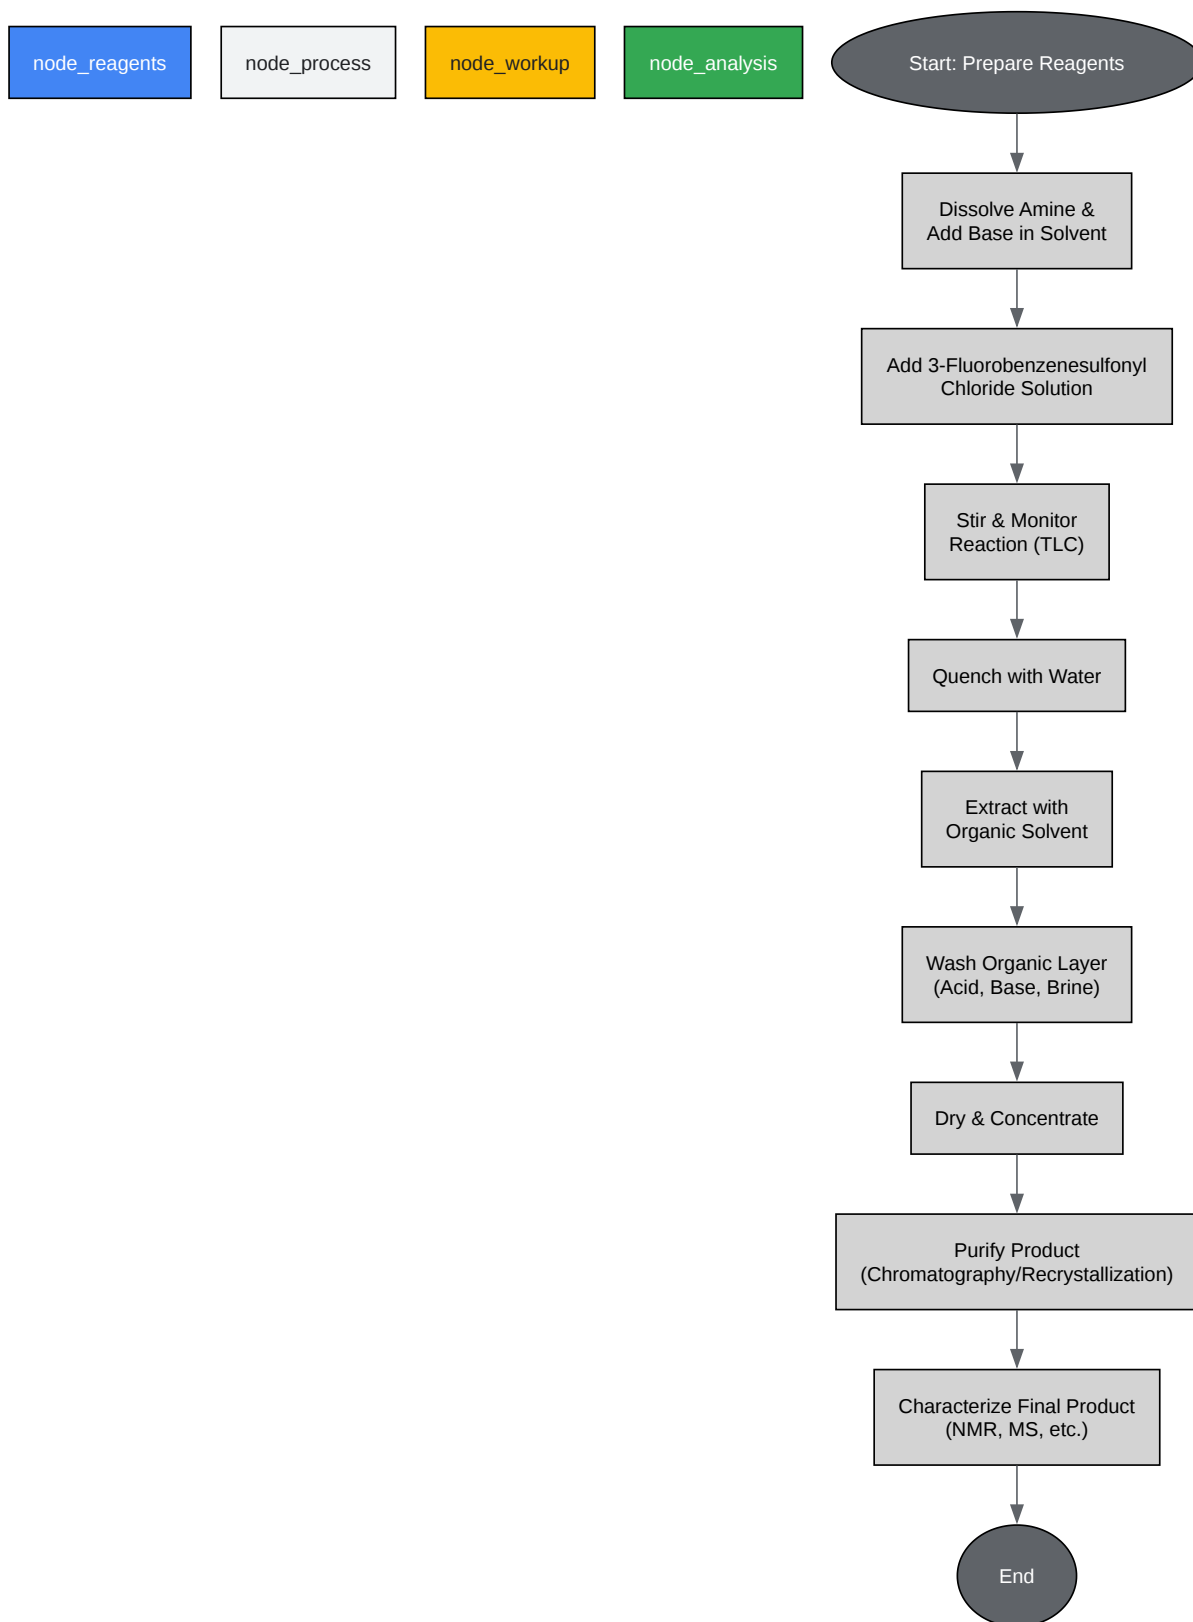 node_reagents
node_process
node_workup
node_analysis
Start: Prepare Reagents
Dissolve Amine &
Add Base in Solvent
Add 3-Fluorobenzenesulfonyl
Chloride Solution
Stir & Monitor
Reaction (TLC)
Quench with Water
Extract with
Organic Solvent
Wash Organic Layer
(Acid, Base, Brine)
Dry & Concentrate
Purify Product
(Chromatography/Recrystallization)
Characterize Final Product
(NMR, MS, etc.)
End